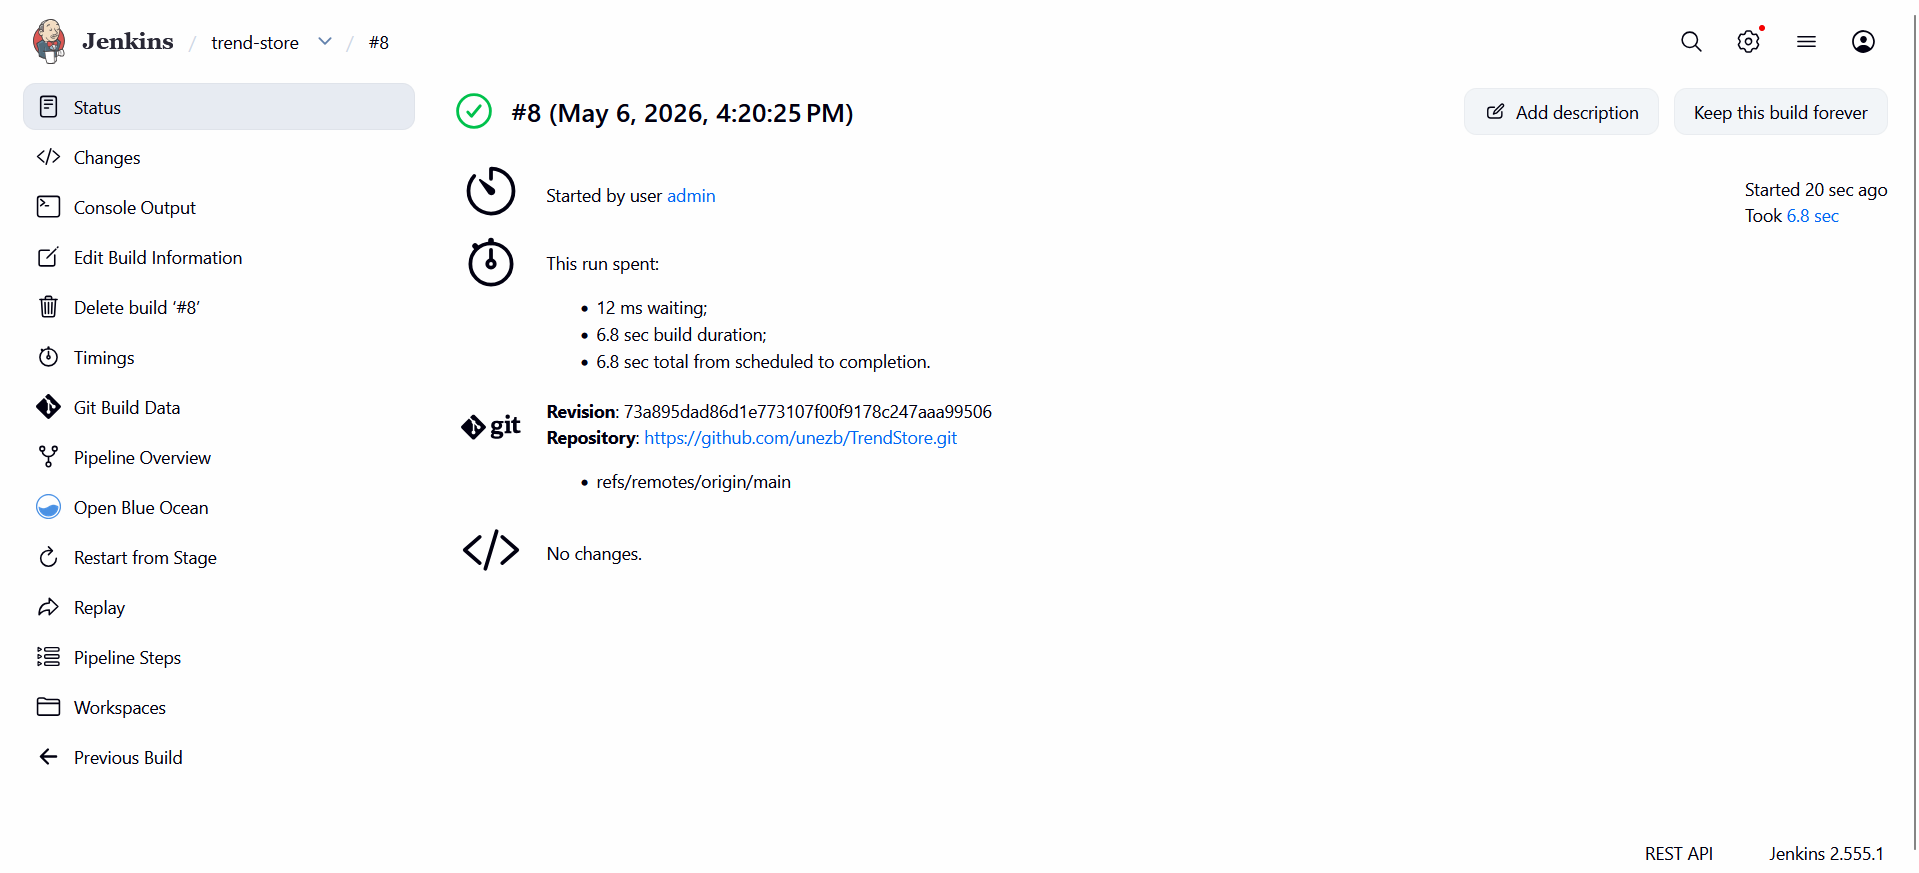 Jenkins / trend-store / #8
Status
Changes
Console Output
Edit Build Information
Delete build ‘#8’
Timings
Git Build Data
Pipeline Overview
Open Blue Ocean
Restart from Stage
Replay
Pipeline Steps
Workspaces
Previous Build
#8 (May 6, 2026, 4:20:25 PM)
Add description
Keep this build forever
Started by user admin
Started 20 sec ago
Took 6.8 sec
This run spent:
• 12 ms waiting;
• 6.8 sec build duration;
• 6.8 sec total from scheduled to completion.
git
Revision: 73a895dad86d1e773107f00f9178c247aaa99506
Repository: https://github.com/unezb/TrendStore.git
• refs/remotes/origin/main
No changes.
REST API
Jenkins 2.555.1